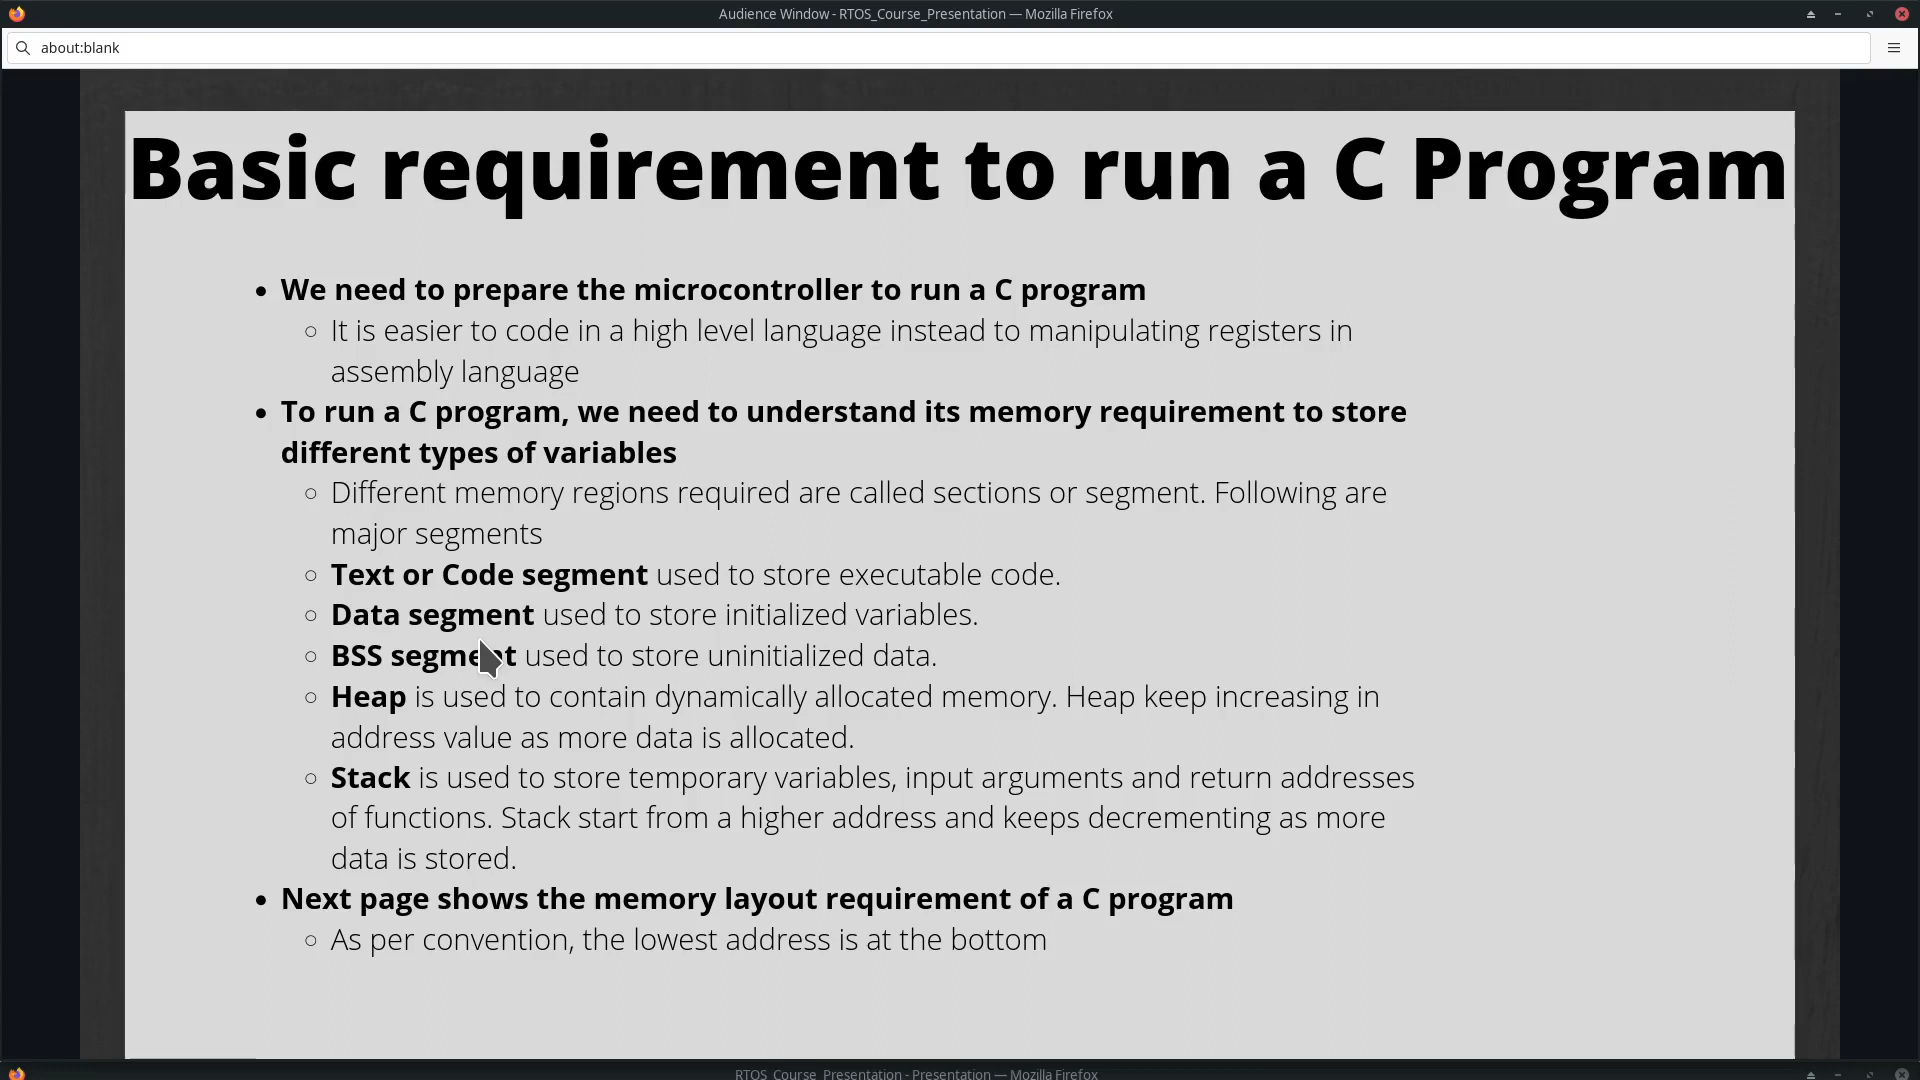 Audience Window - RTOS_Course_Presentation — Mozilla Firefox
about:blank
Basic requirement to run a C Program
We need to prepare the microcontroller to run a C program
It is easier to code in a high level language instead to manipulating registers in
assembly language
To run a C program, we need to understand its memory requirement to store
different types of variables
Different memory regions required are called sections or segment. Following are
major segments
Text or Code segment used to store executable code.
Data segment used to store initialized variables.
BSS segment used to store uninitialized data.
Heap is used to contain dynamically allocated memory. Heap keep increasing in
address value as more data is allocated.
Stack is used to store temporary variables, input arguments and return addresses
of functions. Stack start from a higher address and keeps decrementing as more
data is stored.
Next page shows the memory layout requirement of a C program
As per convention, the lowest address is at the bottom
RTOS_Course_Presentation - Presentation — Mozilla Firefox